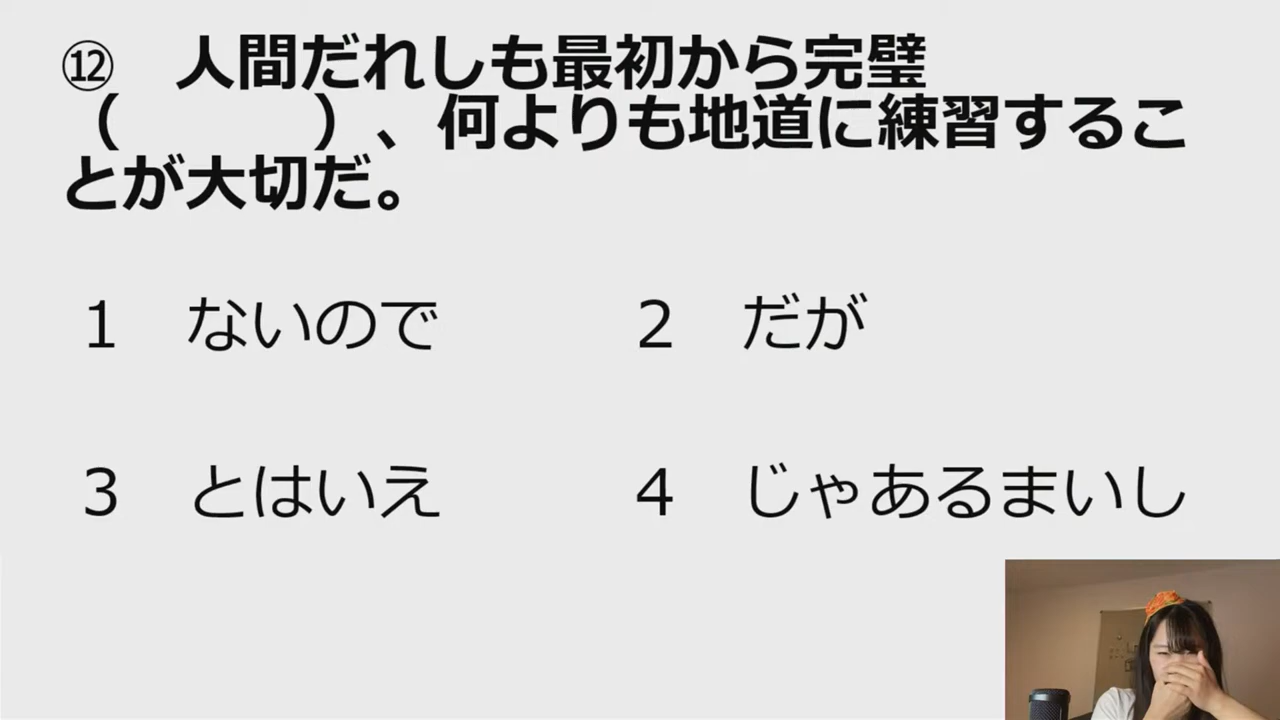 ⑫　人間だれしも最初から完璧
（　　　）、何よりも地道に練習するこ
とが大切だ。
1　ないので
2　だが
3　とはいえ
4　じゃあるまいし